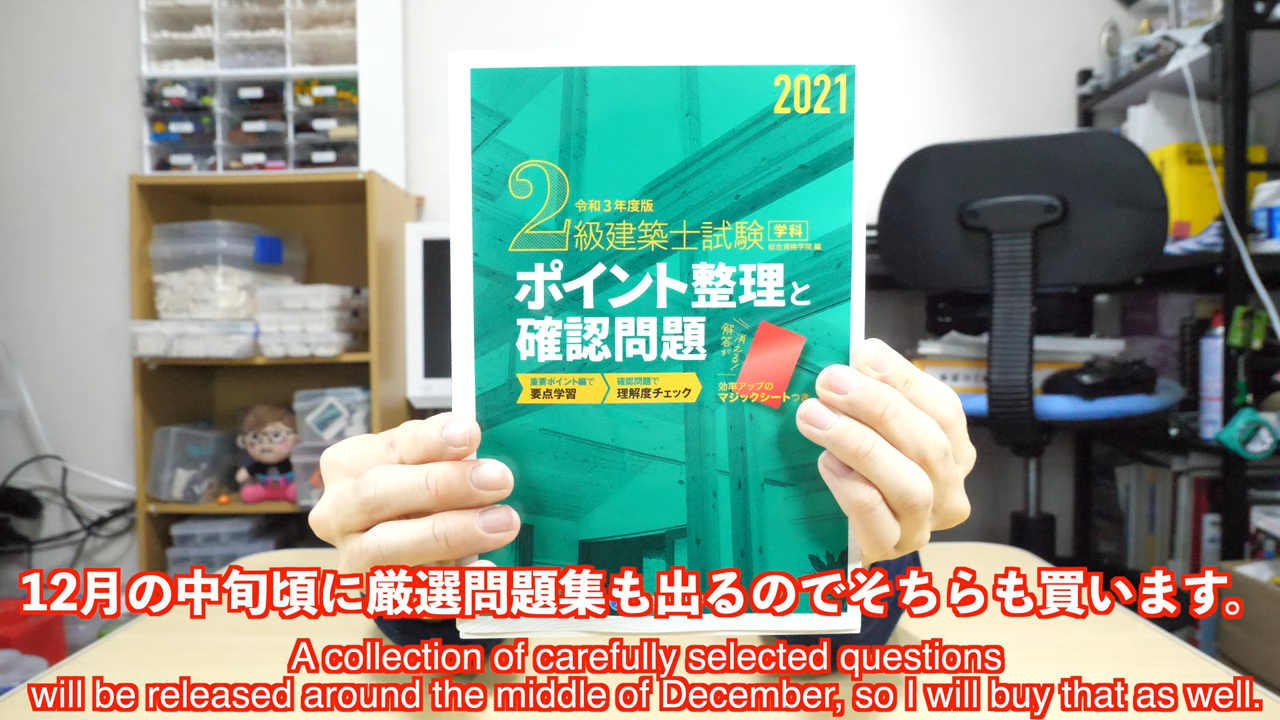 2021
令和3年度版
2級建築士試験 学科
総合資格学院 編
ポイント整理と
確認問題
解答が
消える!
重要ポイント編で
要点学習
確認問題で
理解度チェック
効率アップの
マジックシートつき
12月の中旬頃に厳選問題集も出るのでそちらも買います。
A collection of carefully selected questions
will be released around the middle of December, so I will buy that as well.